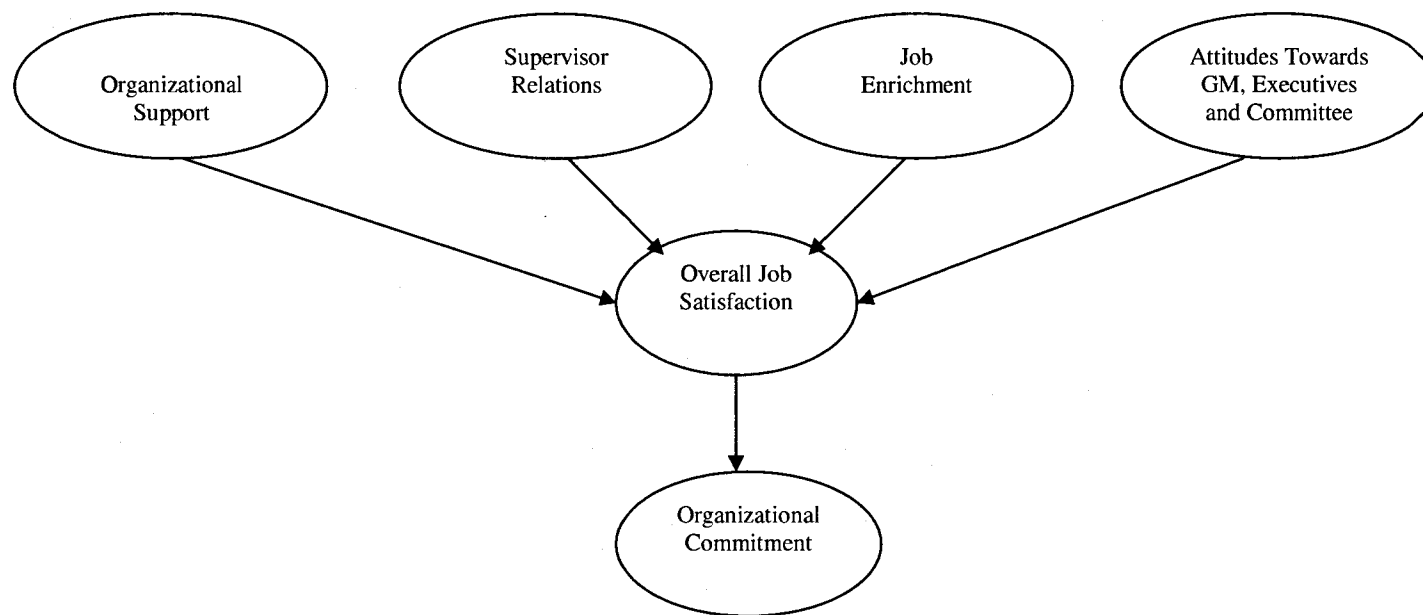 Organizational
Support
Supervisor
Relations
Job
Enrichment
Attitudes Towards
GM, Executives
and Committee
Overall Job
Satisfaction
Organizational
Commitment